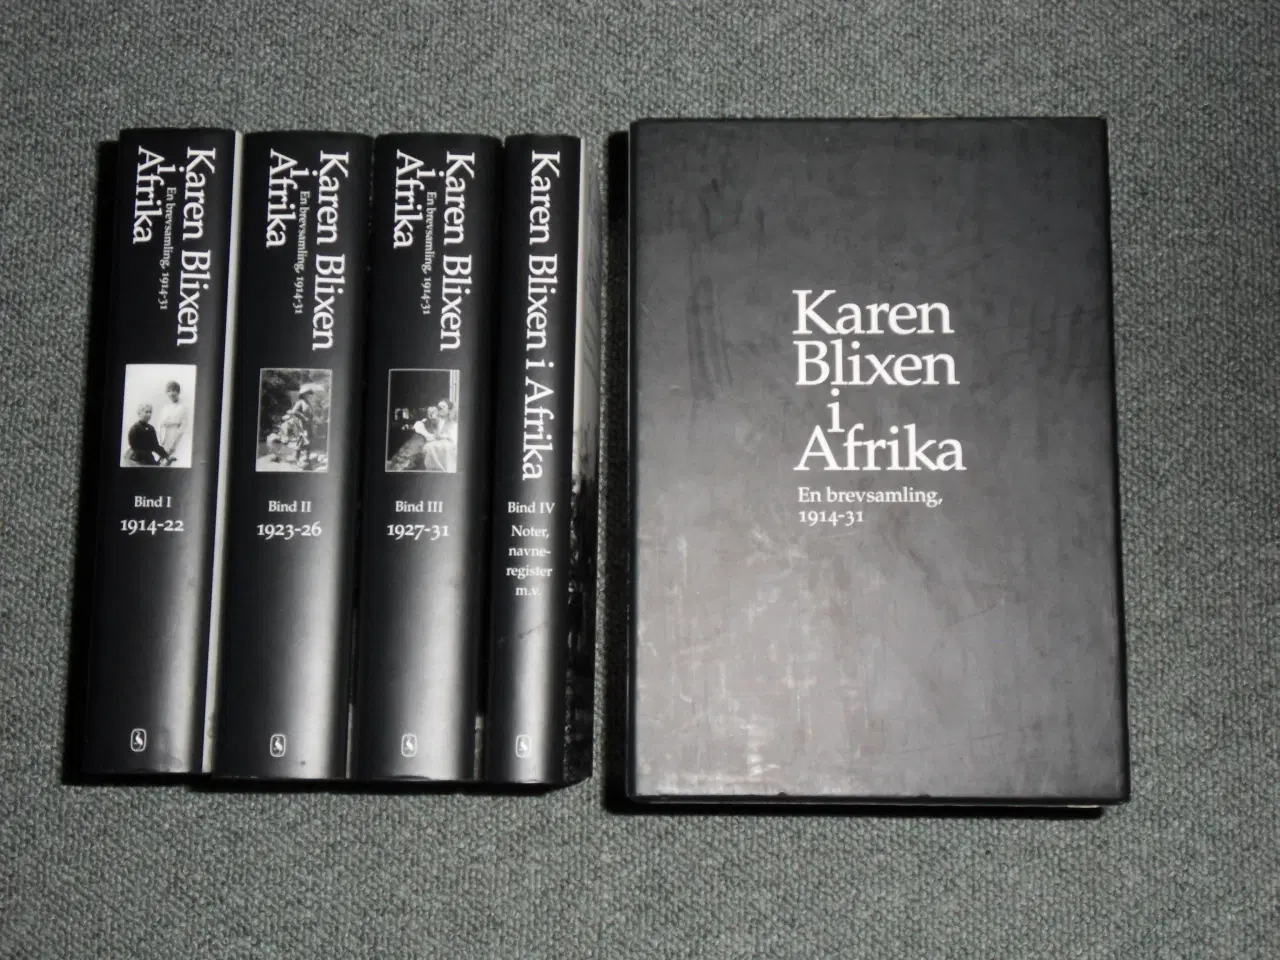 Karen Blixen
i
Afrika
En brevsamling, 1914-31
Bind I
1914-22
Karen Blixen
i
Afrika
En brevsamling, 1914-31
Bind II
1923-26
Karen Blixen
i
Afrika
En brevsamling, 1914-31
Bind III
1927-31
Karen Blixen i Afrika
Bind IV
Noter,
navne-
register
m.v.
Karen
Blixen
i
Afrika
En brevsamling,
1914-31